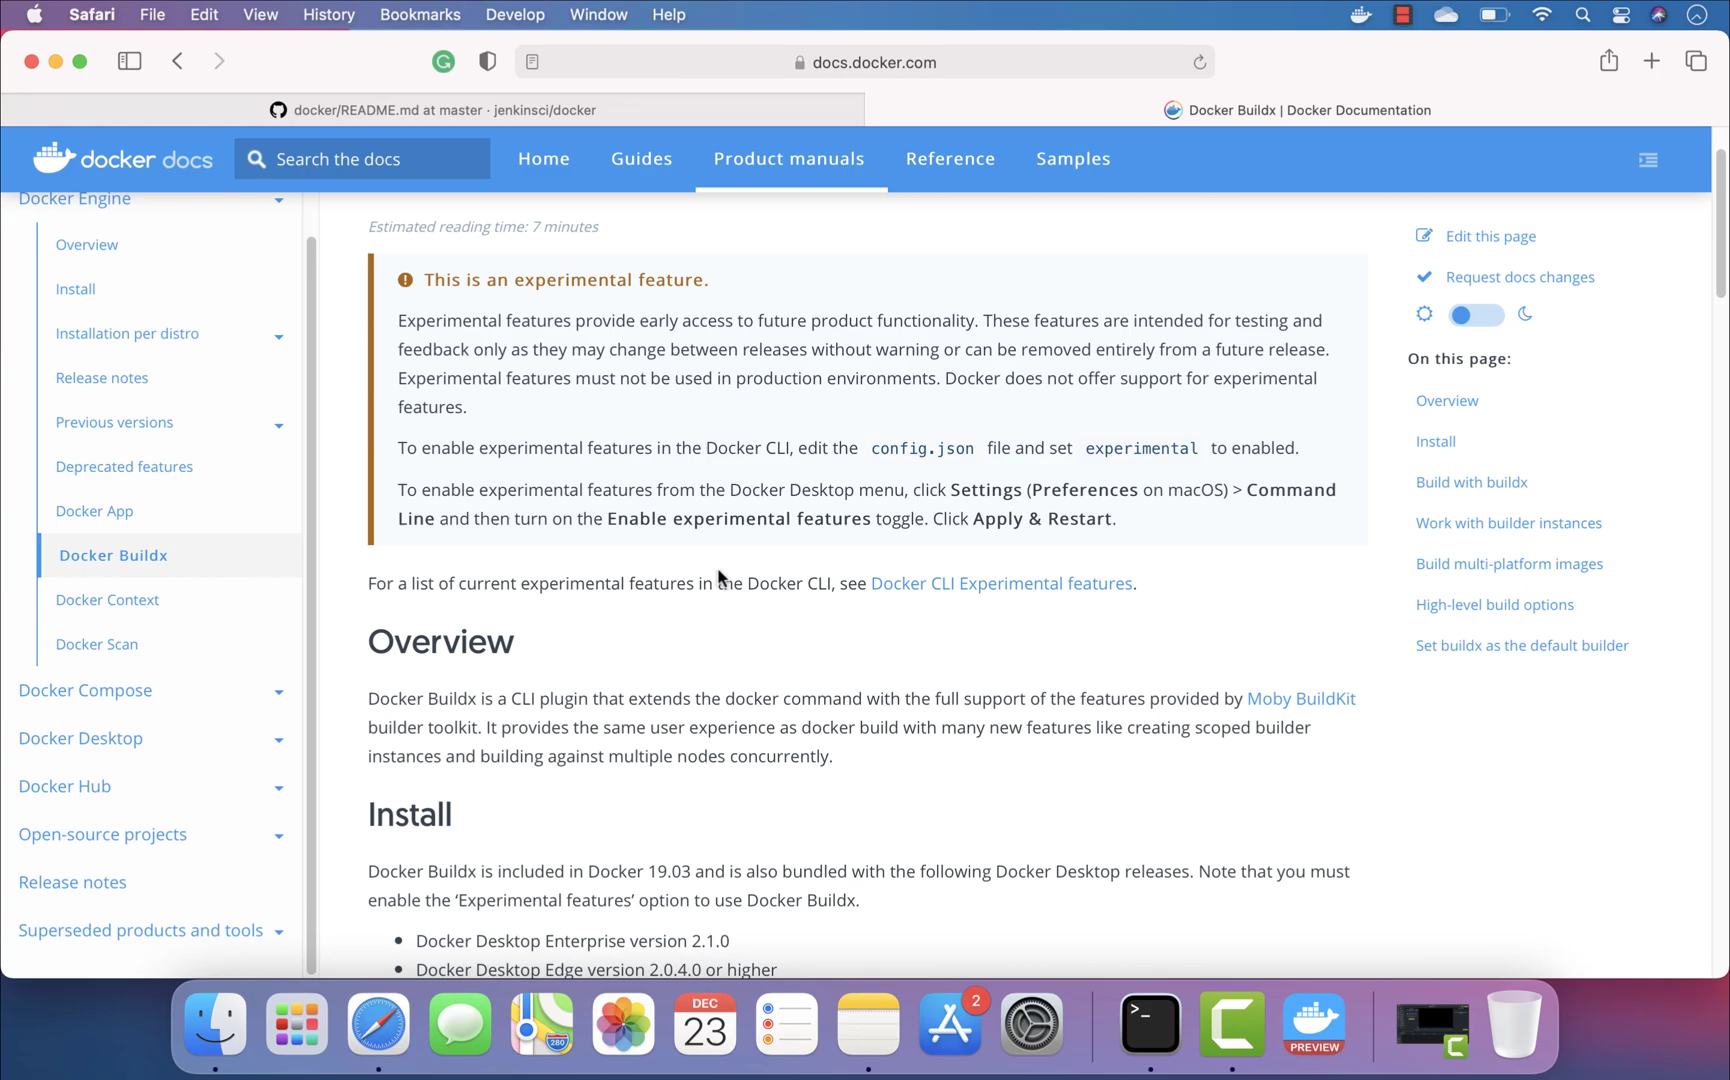 Safari File Edit View History Bookmarks Develop Window Help
docs.docker.com
docker/README.md at master · jenkinsci/docker
Docker Buildx | Docker Documentation
docker docs
Search the docs
Home Guides Product manuals Reference Samples
Docker Engine
Overview
Install
Installation per distro
Release notes
Previous versions
Deprecated features
Docker App
Docker Buildx
Docker Context
Docker Scan
Docker Compose
Docker Desktop
Docker Hub
Open-source projects
Release notes
Superseded products and tools
Estimated reading time: 7 minutes
This is an experimental feature.
Experimental features provide early access to future product functionality. These features are intended for testing and
feedback only as they may change between releases without warning or can be removed entirely from a future release.
Experimental features must not be used in production environments. Docker does not offer support for experimental
features.
To enable experimental features in the Docker CLI, edit the config.json file and set experimental to enabled.
To enable experimental features from the Docker Desktop menu, click Settings (Preferences on macOS) > Command
Line and then turn on the Enable experimental features toggle. Click Apply & Restart.
For a list of current experimental features in the Docker CLI, see Docker CLI Experimental features.
Overview
Docker Buildx is a CLI plugin that extends the docker command with the full support of the features provided by Moby BuildKit
builder toolkit. It provides the same user experience as docker build with many new features like creating scoped builder
instances and building against multiple nodes concurrently.
Install
Docker Buildx is included in Docker 19.03 and is also bundled with the following Docker Desktop releases. Note that you must
enable the ‘Experimental features’ option to use Docker Buildx.
• Docker Desktop Enterprise version 2.1.0
• Docker Desktop Edge version 2.0.4.0 or higher
Edit this page
Request docs changes
On this page:
Overview
Install
Build with buildx
Work with builder instances
Build multi-platform images
High-level build options
Set buildx as the default builder
280
DEC
23
2
>_
PREVIEW